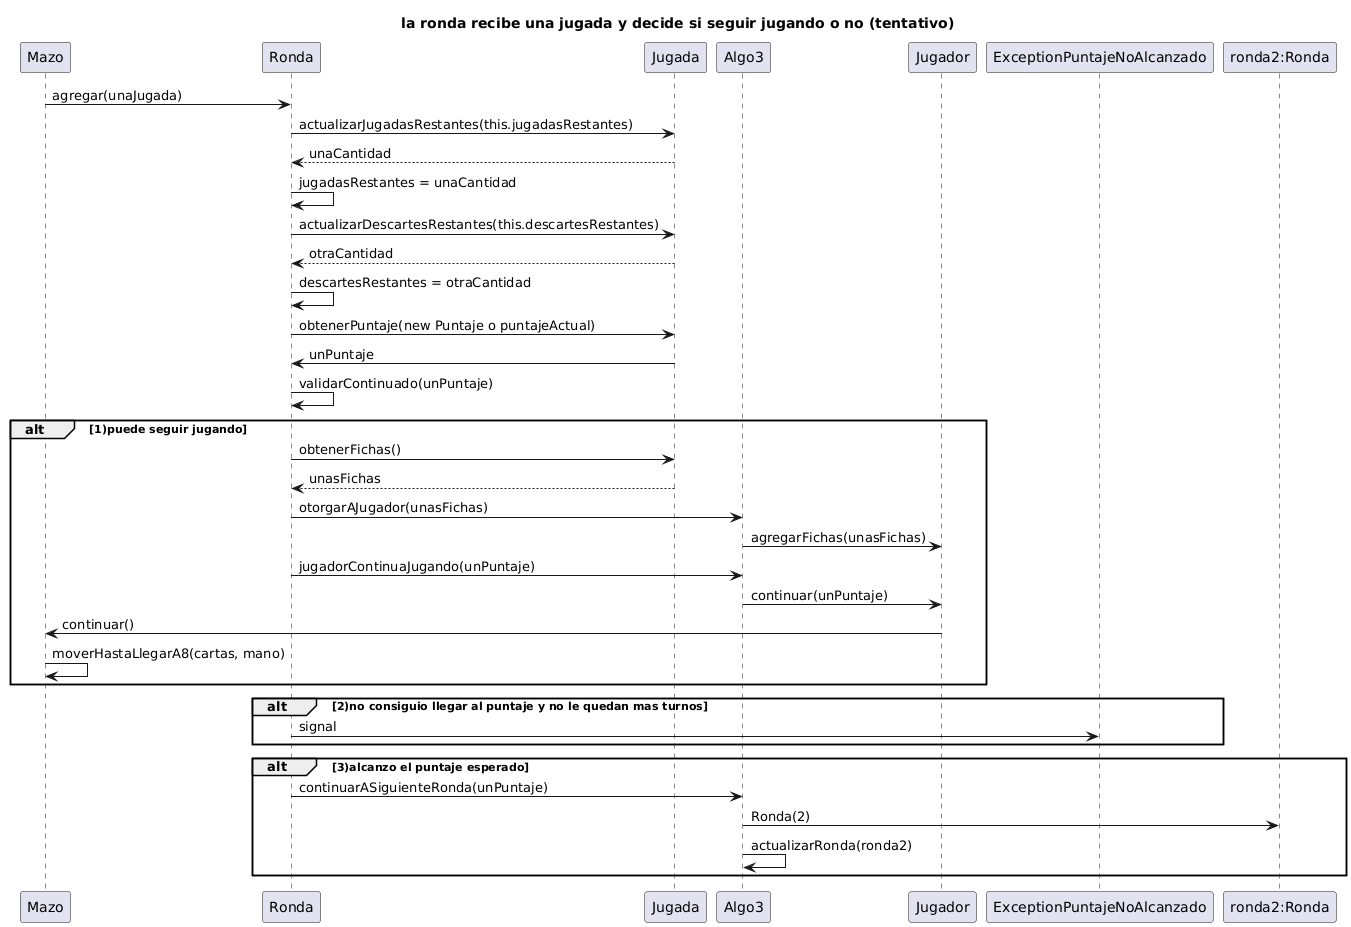 la ronda recibe una jugada y decide si seguir jugando o no (tentativo)
Mazo Ronda Jugada Algo3 Jugador ExceptionPuntajeNoAlcanzado ronda2:Ronda
agregar(unaJugada)
actualizarJugadasRestantes(this.jugadasRestantes)
unaCantidad
jugadasRestantes = unaCantidad
actualizarDescartesRestantes(this.descartesRestantes)
otraCantidad
descartesRestantes = otraCantidad
obtenerPuntaje(new Puntaje o puntajeActual)
unPuntaje
validarContinuado(unPuntaje)
alt [1)puede seguir jugando]
obtenerFichas()
unasFichas
otorgarAJugador(unasFichas)
agregarFichas(unasFichas)
jugadorContinuaJugando(unPuntaje)
continuar(unPuntaje)
continuar()
moverHastaLlegarA8(cartas, mano)
alt [2)no consiguio llegar al puntaje y no le quedan mas turnos]
signal
alt [3)alcanzo el puntaje esperado]
continuarASiguienteRonda(unPuntaje)
Ronda(2)
actualizarRonda(ronda2)
Mazo Ronda Jugada Algo3 Jugador ExceptionPuntajeNoAlcanzado ronda2:Ronda